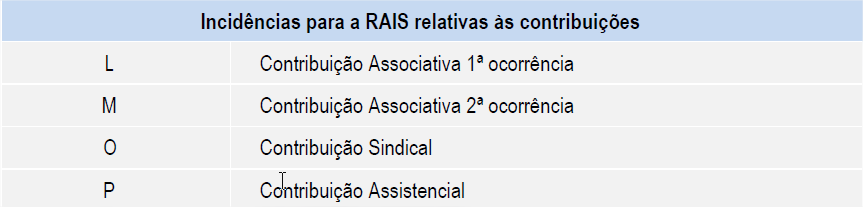 Incidências para a RAIS relativas às contribuições
L Contribuição Associativa 1ª ocorrência
M Contribuição Associativa 2ª ocorrência
O Contribuição Sindical
P Contribuição Assistencial